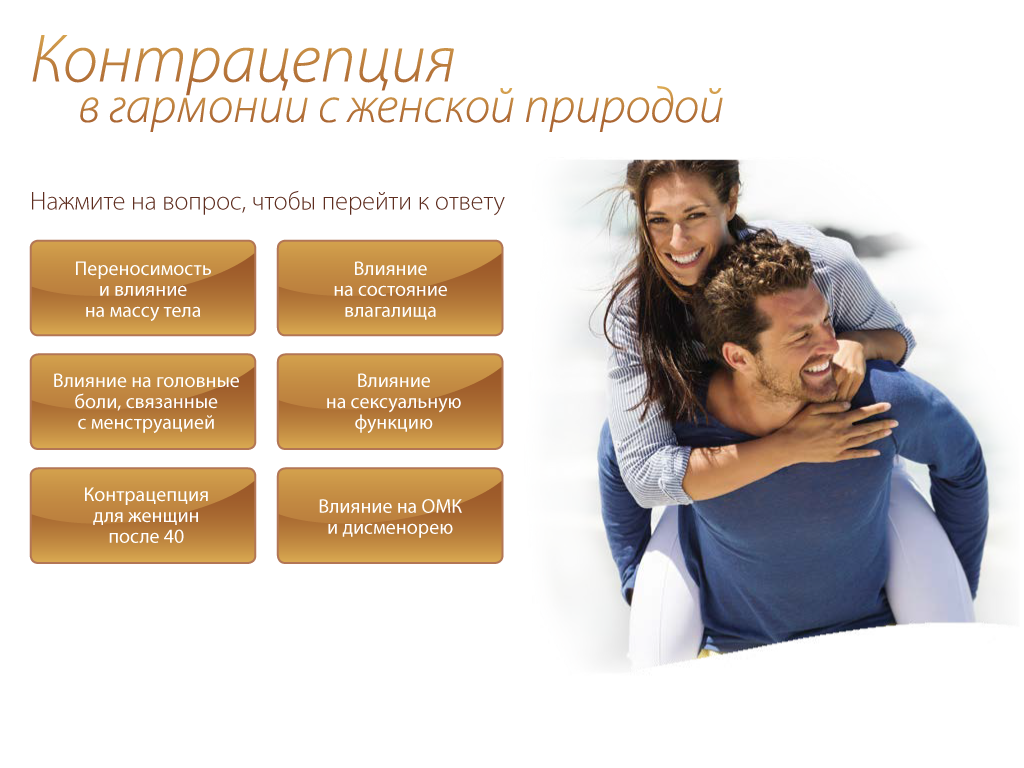 Контрацепция
в гармонии с женской природой
Нажмите на вопрос, чтобы перейти к ответу
Переносимость
и влияние
на массу тела
Влияние
на состояние
влагалища
Влияние на головные
боли, связанные
с менструацией
Влияние
на сексуальную
функцию
Контрацепция
для женщин
после 40
Влияние на ОМК
и дисменорею